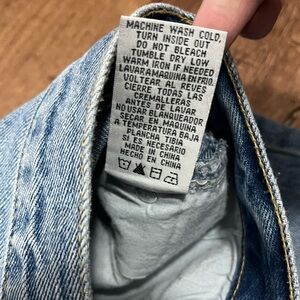 MACHINE WASH COLD,
TURN INSIDE OUT
DO NOT BLEACH
TUMBLE DRY LOW
WARM IRON IF NEEDED
LAVAR A MAQUINA EN FRIO,
VOLTEAR AL REVES
CIERRE TODAS LAS
CREMALLERAS
ANTES DE LAVAR
NO USAR BLANQUEADOR
SECAR EN MAQUINA
A TEMPERATURA BAJA
PLANCHA TIBIA
SI ES NECESARIO
MADE IN CHINA
HECHO EN CHINA